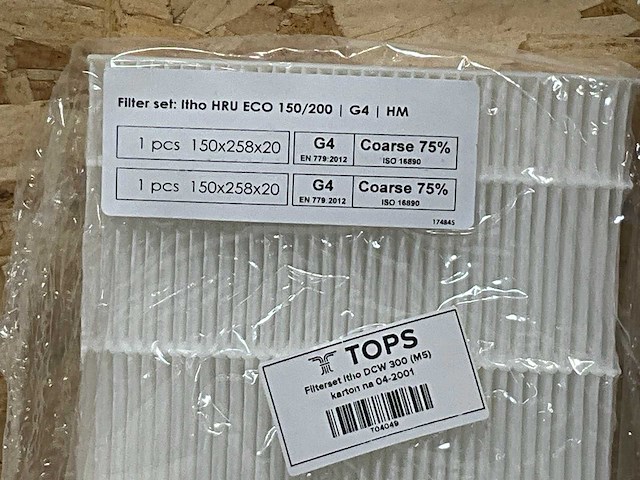 Filter set: Itho HRU ECO 150/200 | G4 | HM
1 pcs 150x258x20
G4
EN 779:2012
Coarse 75%
ISO 16890
1 pcs 150x258x20
G4
EN 779:2012
Coarse 75%
ISO 16890
174845
TOPS
Filterset Itho DCW 300 (M5)
karton na 04-2001
T04049